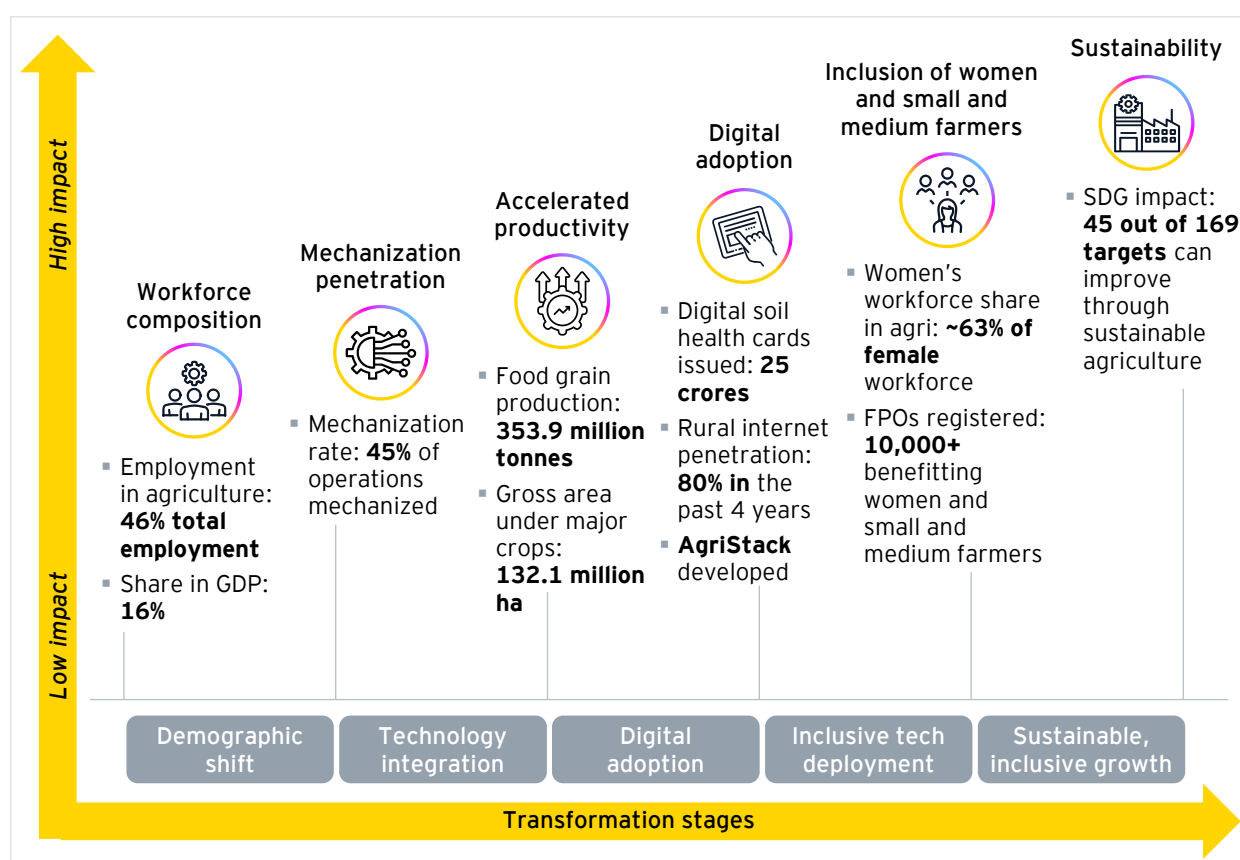 High impact
Low impact
Workforce
composition
▪ Employment
in agriculture:
46% total
employment
▪ Share in GDP:
16%
Mechanization
penetration
▪ Mechanization
rate: 45% of
operations
mechanized
Accelerated
productivity
▪ Food grain
production:
353.9 million
tonnes
▪ Gross area
under major
crops:
132.1 million
ha
Digital
adoption
▪ Digital soil
health cards
issued: 25
crores
▪ Rural internet
penetration:
80% in the
past 4 years
▪ AgriStack
developed
Inclusion of women
and small and
medium farmers
▪ Women's
workforce share
in agri: ~63% of
female
workforce
▪ FPOs registered:
10,000+
benefitting
women and
small and
medium farmers
Sustainability
▪ SDG impact:
45 out of 169
targets can
improve
through
sustainable
agriculture
Demographic
shift
Technology
integration
Digital
adoption
Inclusive tech
deployment
Sustainable,
inclusive growth
Transformation stages